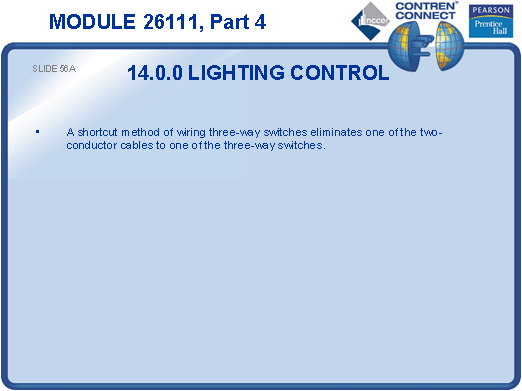 MODULE 26111, Part 4
nccer
CONTREN®
CONNECT
PEARSON
Prentice
Hall
SLIDE 56A
14.0.0 LIGHTING CONTROL
• A shortcut method of wiring three-way switches eliminates one of the two-
conductor cables to one of the three-way switches.